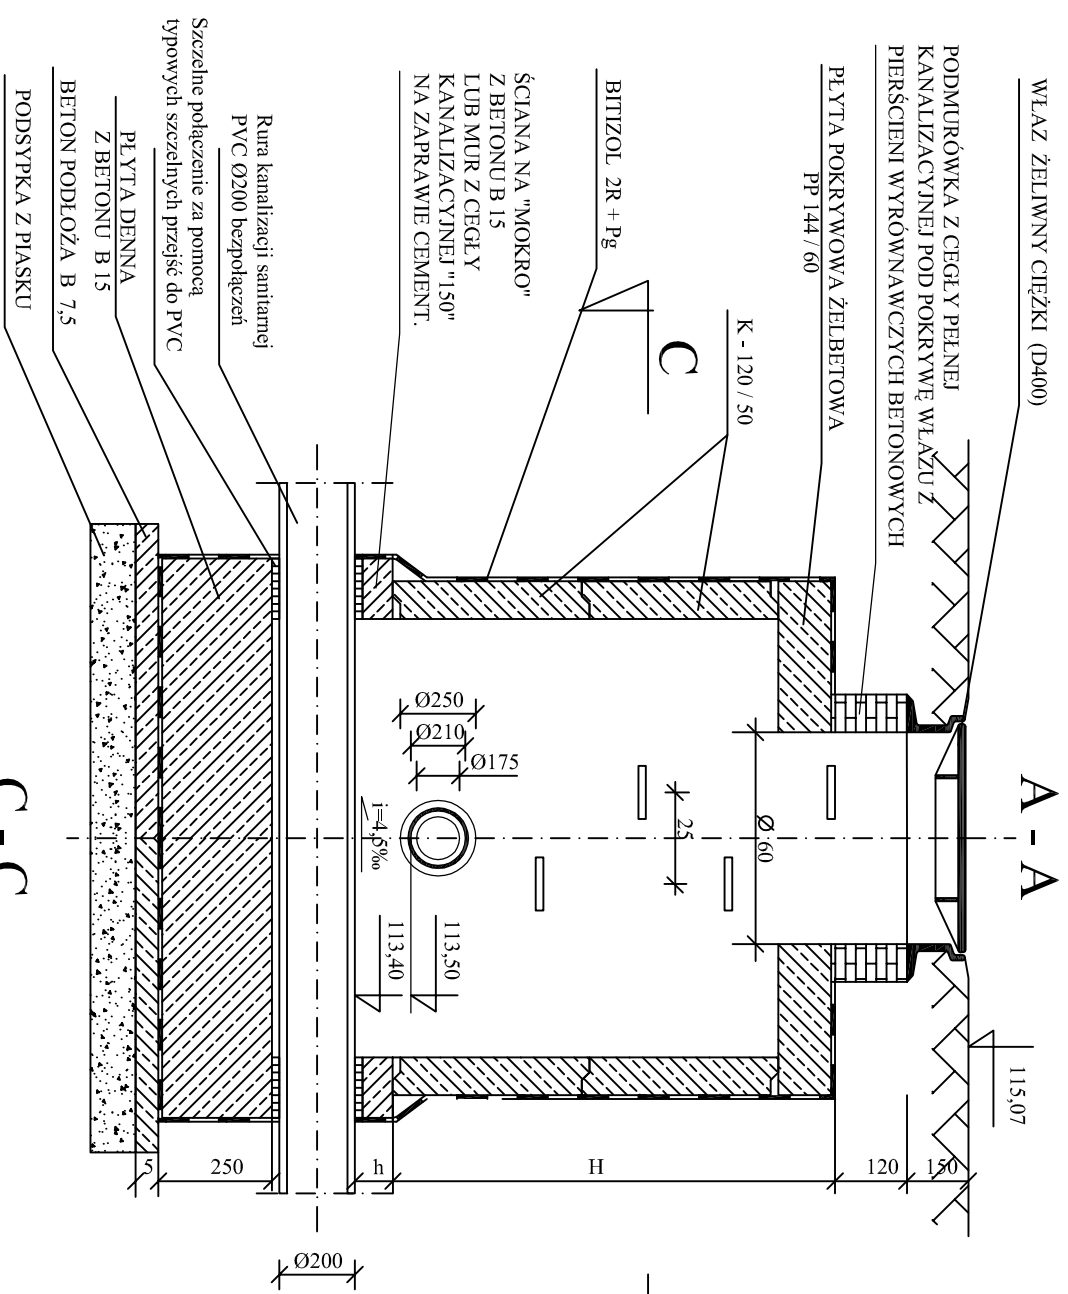 A - A
WŁAZ ŻELIWNY CIĘŻKI (D400)
PODMURÓWKA Z CEGŁY PEŁNEJ
KANALIZACYJNEJ POD POKRYWĘ WŁAZU Z
PIERŚCIENI WYRÓWNAWCZYCH BETONOWYCH
PŁYTA POKRYWOWA ŻELBETOWA
PP 144 / 60
K - 120 / 50
C
BITIZOL 2R + Pg
ŚCIANA NA "MOKRO"
Z BETONU B 15
LUB MUR Z CEGŁY
KANALIZACYJNEJ "150"
NA ZAPRAWIE CEMENT.
Rura kanalizacji sanitarnej
PVC Ø200 bezpołączeń
Szczelne połączenie za pomocą
typowych szczelnych przejść do PVC
PŁYTA DENNA
Z BETONU B 15
BETON PODŁOŻA B 7,5
PODSYPKA Z PIASKU
115,07
Ø 60
25
Ø250
Ø210
Ø175
i=4,5‰
113,50
113,40
150
120
H
h
250
5
Ø200
C - C